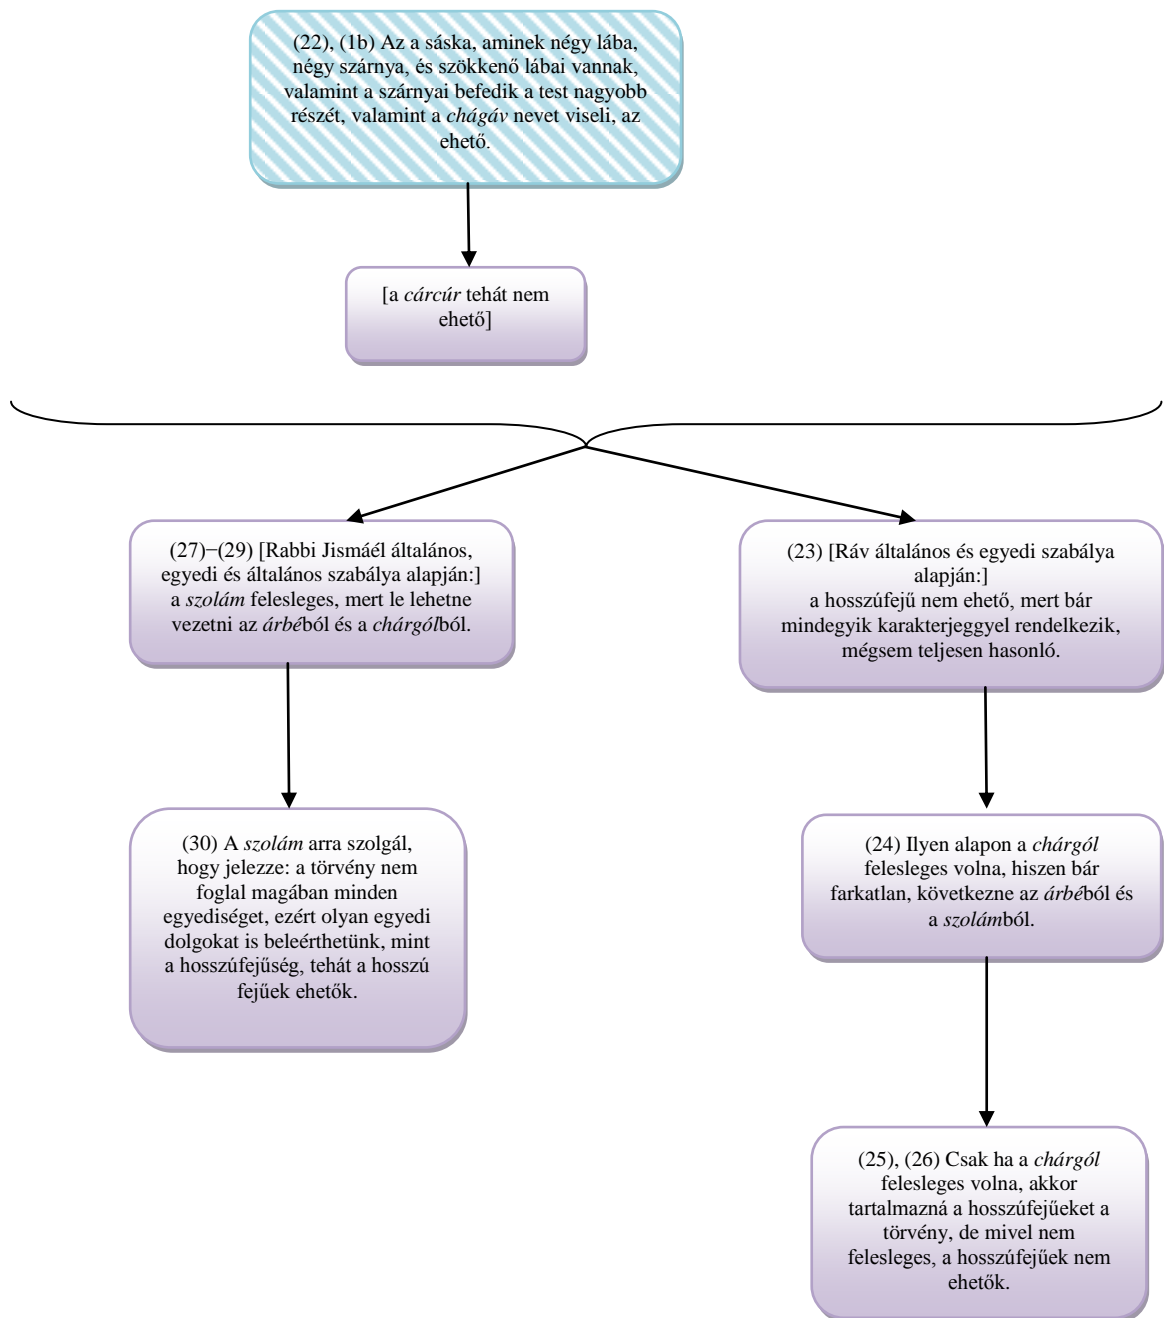 (22), (1b) Az a sáska, aminek négy lába,
négy szárnya, és szökkenő lábai vannak,
valamint a szárnyai befedik a test nagyobb
részét, valamint a chágáv nevet viseli, az
ehető.
[a cárcúr tehát nem
ehető]
(27)–(29) [Rabbi Jismáél általános,
egyedi és általános szabálya alapján:]
a szolám felesleges, mert le lehetne
vezetni az árbéból és a chárgólból.
(30) A szolám arra szolgál,
hogy jelezze: a törvény nem
foglal magában minden
egyediséget, ezért olyan egyedi
dolgokat is beleérthetünk, mint
a hosszúfejűség, tehát a hosszú
fejűek ehetők.
(23) [Ráv általános és egyedi szabálya
alapján:]
a hosszúfejű nem ehető, mert bár
mindegyik karakterjeggyel rendelkezik,
mégsem teljesen hasonló.
(24) Ilyen alapon a chárgól
felesleges volna, hiszen bár
farkatlan, következne az árbéból és
a szolámból.
(25), (26) Csak ha a chárgól
felesleges volna, akkor
tartalmazná a hosszúfejűeket a
törvény, de mivel nem
felesleges, a hosszúfejűek nem
ehetők.